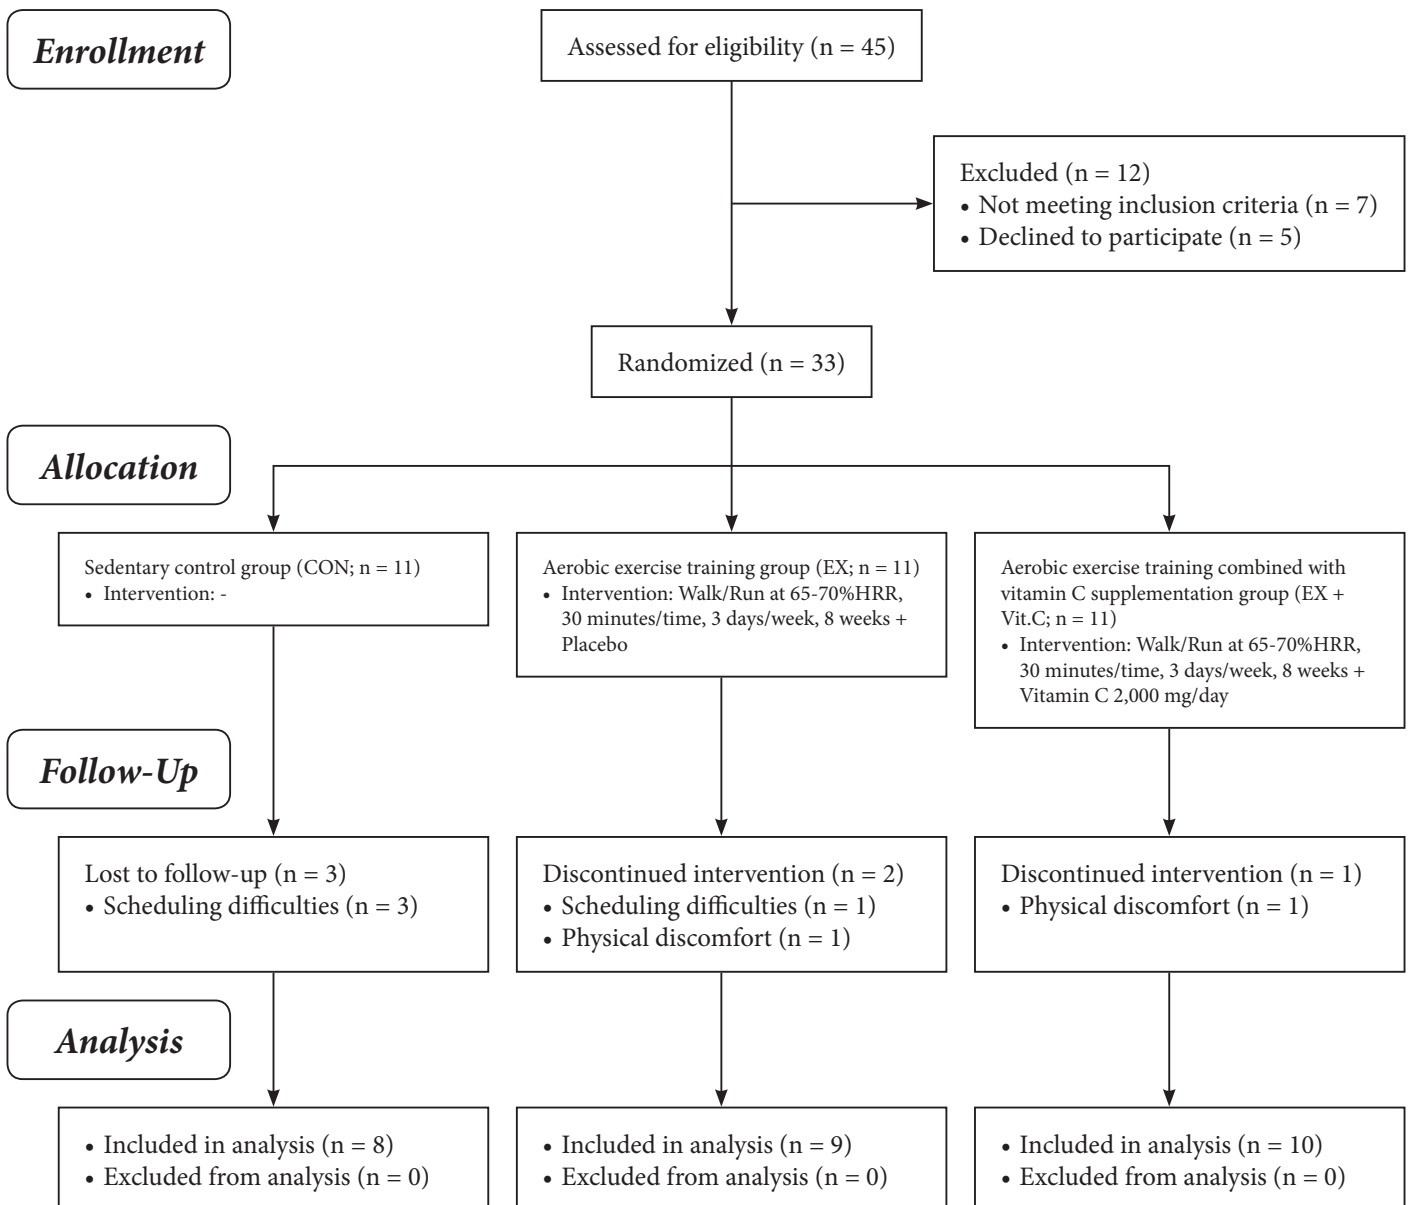 Enrollment
Assessed for eligibility (n = 45)
Excluded (n = 12)
• Not meeting inclusion criteria (n = 7)
• Declined to participate (n = 5)
Randomized (n = 33)
Allocation
Sedentary control group (CON; n = 11)
• Intervention: -
Aerobic exercise training group (EX; n = 11)
• Intervention: Walk/Run at 65-70%HRR,
30 minutes/time, 3 days/week, 8 weeks +
Placebo
Aerobic exercise training combined with
vitamin C supplementation group (EX +
Vit.C; n = 11)
• Intervention: Walk/Run at 65-70%HRR,
30 minutes/time, 3 days/week, 8 weeks +
Vitamin C 2,000 mg/day
Follow-Up
Lost to follow-up (n = 3)
• Scheduling difficulties (n = 3)
Discontinued intervention (n = 2)
• Scheduling difficulties (n = 1)
• Physical discomfort (n = 1)
Discontinued intervention (n = 1)
• Physical discomfort (n = 1)
Analysis
• Included in analysis (n = 8)
• Excluded from analysis (n = 0)
• Included in analysis (n = 9)
• Excluded from analysis (n = 0)
• Included in analysis (n = 10)
• Excluded from analysis (n = 0)